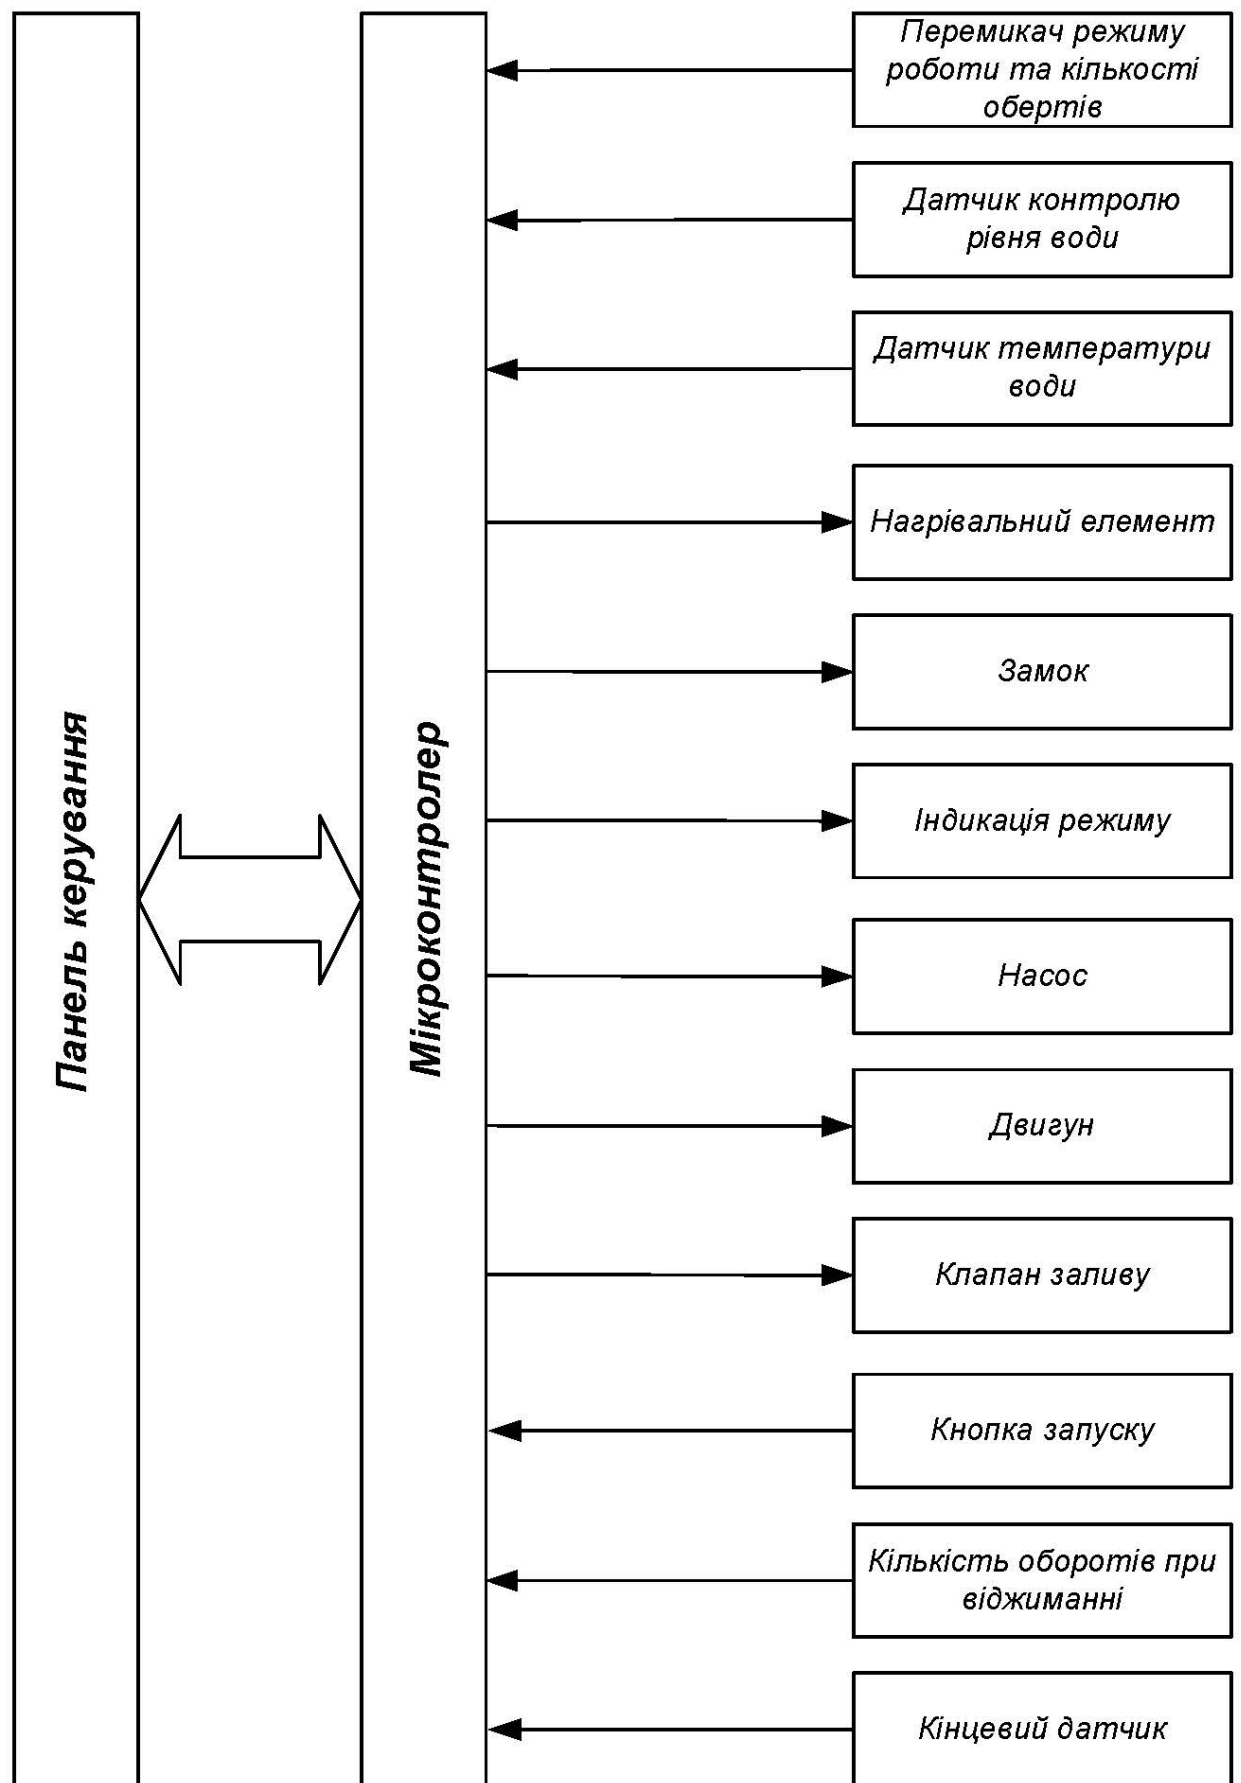 Панель керування
Мікроконтролер
Перемикач режиму
роботи та кількості
обертів
Датчик контролю
рівня води
Датчик температури
води
Нагрівальний елемент
Замок
Індикація режиму
Насос
Двигун
Клапан заливу
Кнопка запуску
Кількість оборотів при
віджиманні
Кінцевий датчик